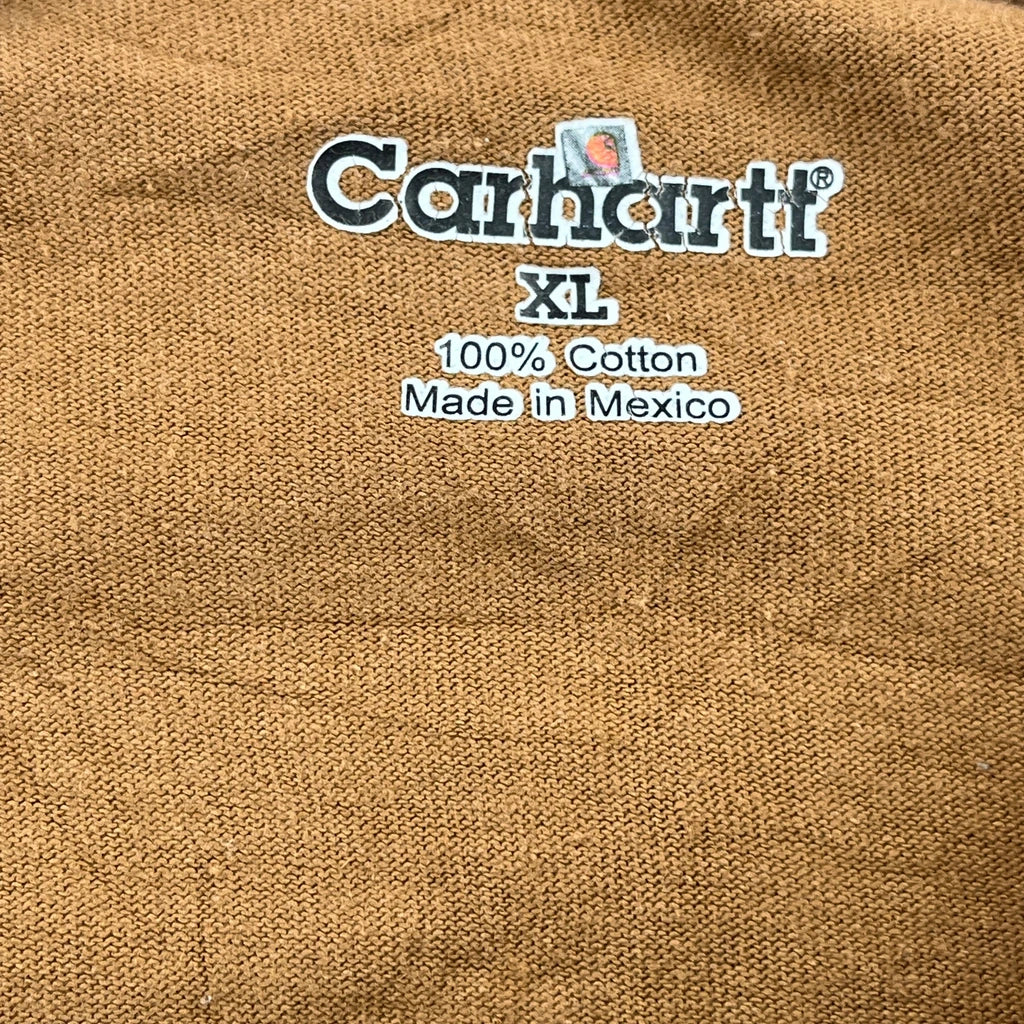 Carhartt®
XL
100% Cotton
Made in Mexico